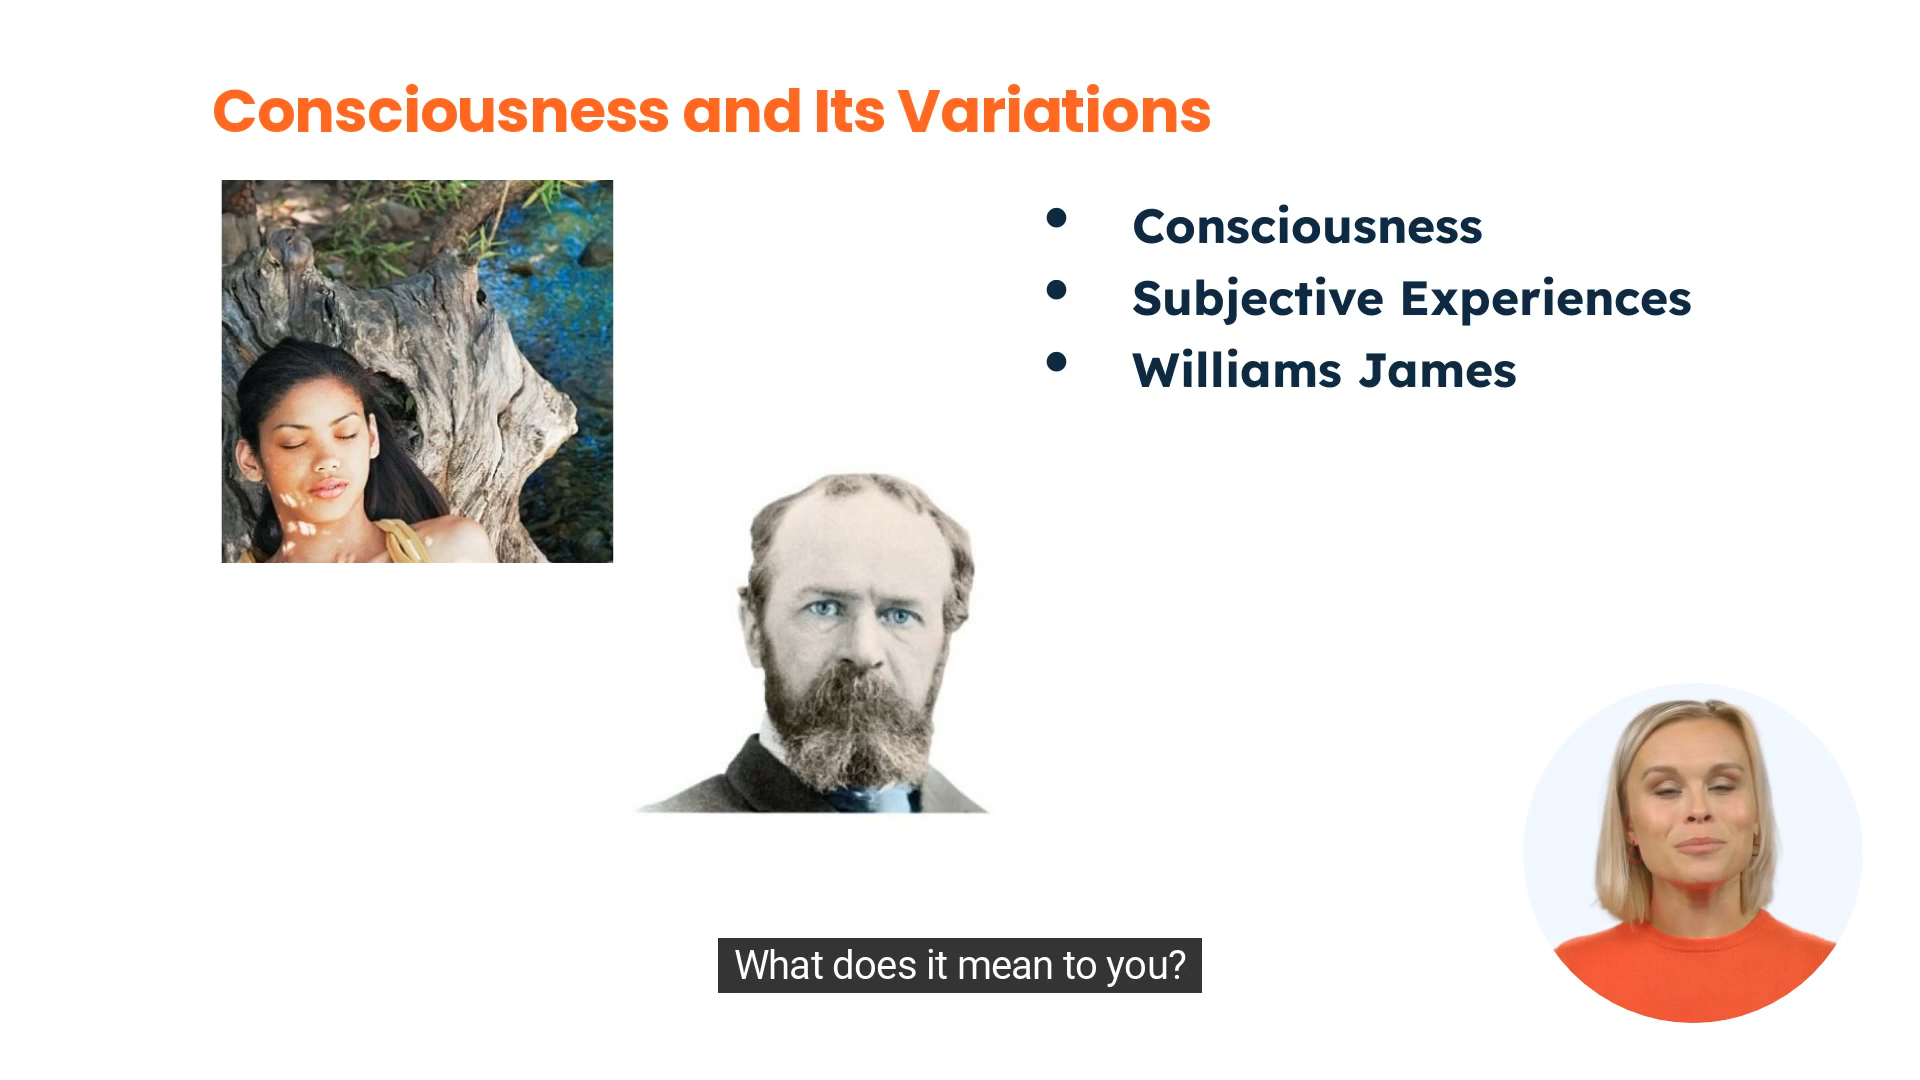 Consciousness and Its Variations
• Consciousness
• Subjective Experiences
• Williams James
What does it mean to you?